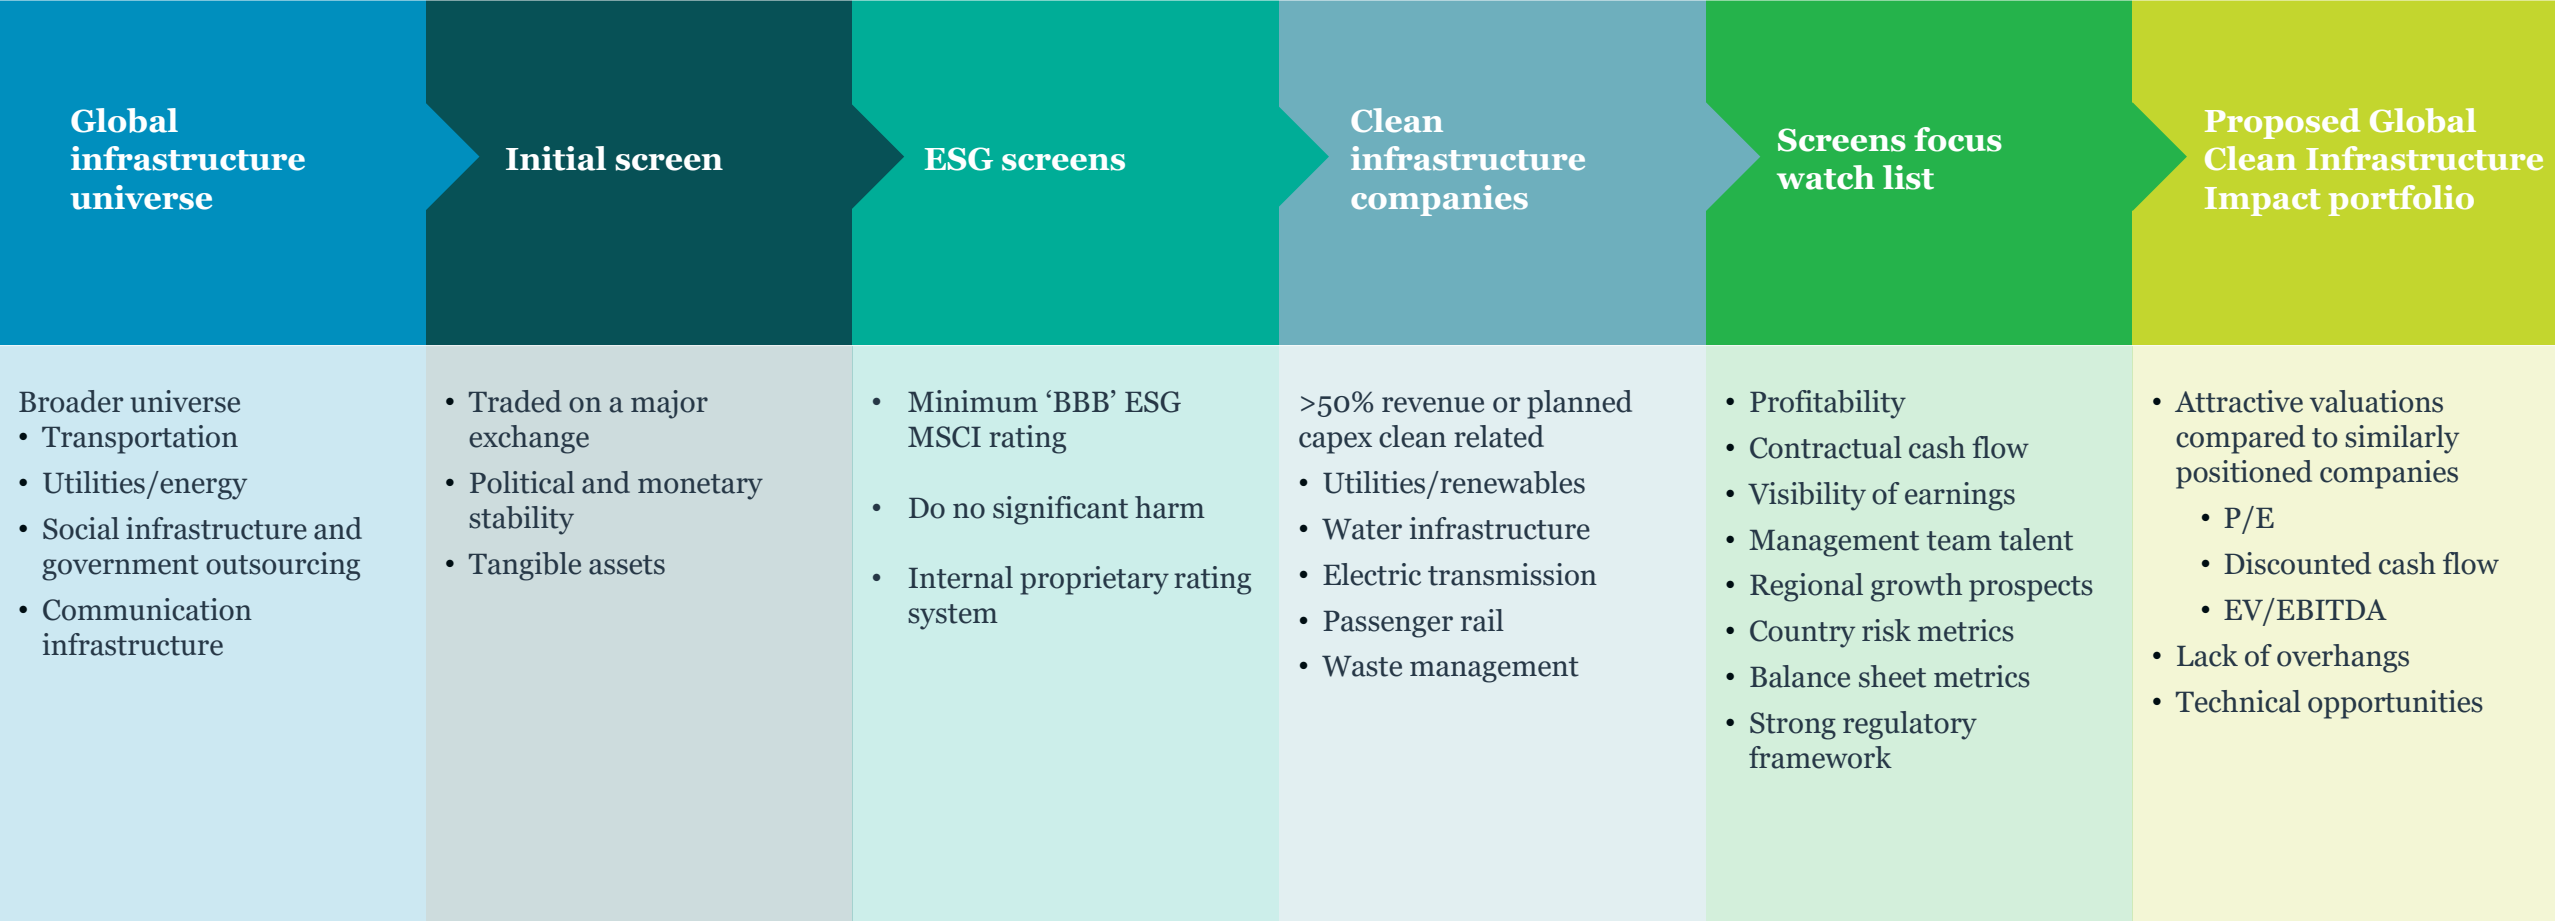 Global
infrastructure
universe
Initial screen
ESG screens
Clean
infrastructure
companies
Screens focus
watch list
Proposed Global
Clean Infrastructure
Impact portfolio
Broader universe
• Transportation
• Utilities/energy
• Social infrastructure and
government outsourcing
• Communication
infrastructure
• Traded on a major
exchange
• Political and monetary
stability
• Tangible assets
• Minimum ‘BBB’ ESG
MSCI rating
• Do no significant harm
• Internal proprietary rating
system
>50% revenue or planned
capex clean related
• Utilities/renewables
• Water infrastructure
• Electric transmission
• Passenger rail
• Waste management
• Profitability
• Contractual cash flow
• Visibility of earnings
• Management team talent
• Regional growth prospects
• Country risk metrics
• Balance sheet metrics
• Strong regulatory
framework
• Attractive valuations
compared to similarly
positioned companies
• P/E
• Discounted cash flow
• EV/EBITDA
• Lack of overhangs
• Technical opportunities